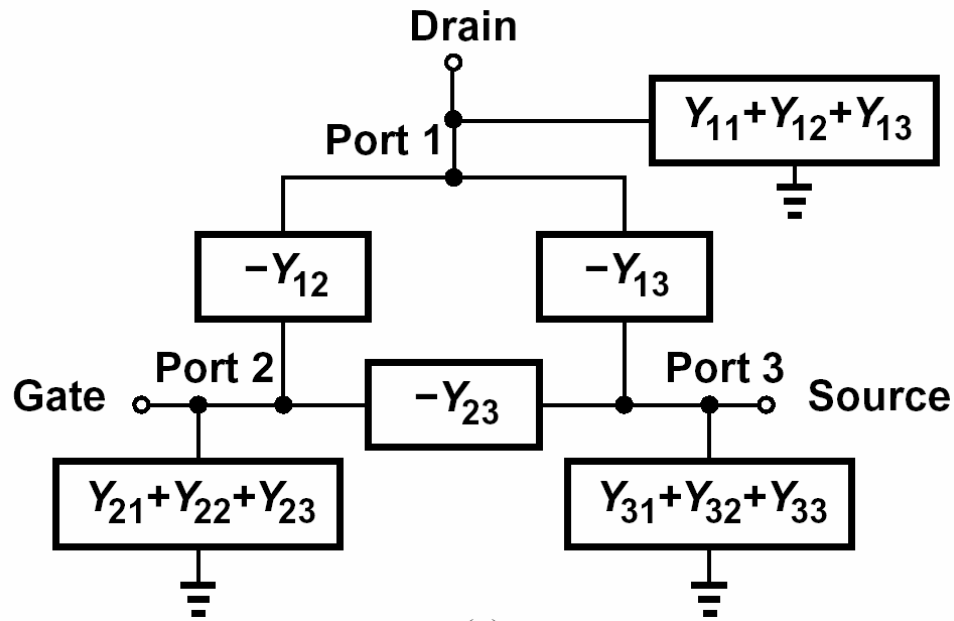 Drain
Y11+Y12+Y13
Port 1
−Y12
−Y13
Port 2
Port 3
Gate
−Y23
Source
Y21+Y22+Y23
Y31+Y32+Y33